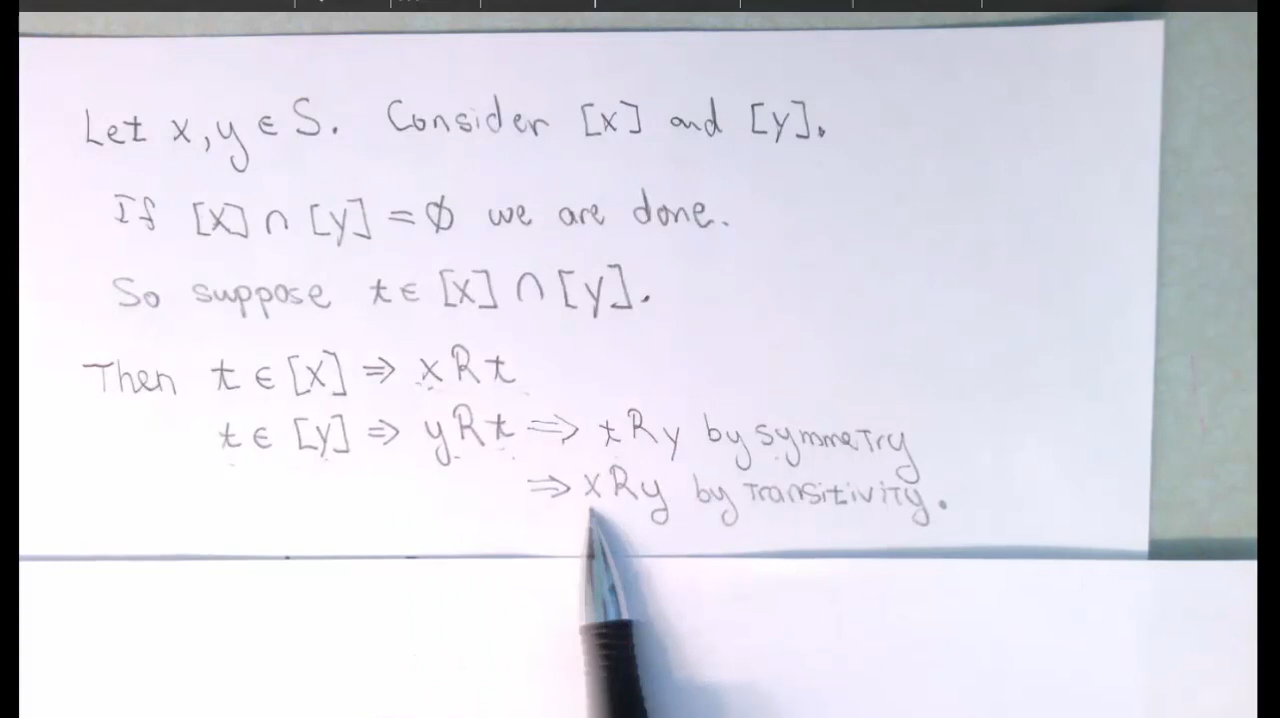 Let x, y ∈ S. Consider [x] and [y].
If [x] ∩ [y] = ∅ we are done.
So suppose t ∈ [x] ∩ [y].
Then t ∈ [x] ⇒ xRt
t ∈ [y] ⇒ yRt ⇒ tRy by symmetry
⇒ xRy by transitivity.